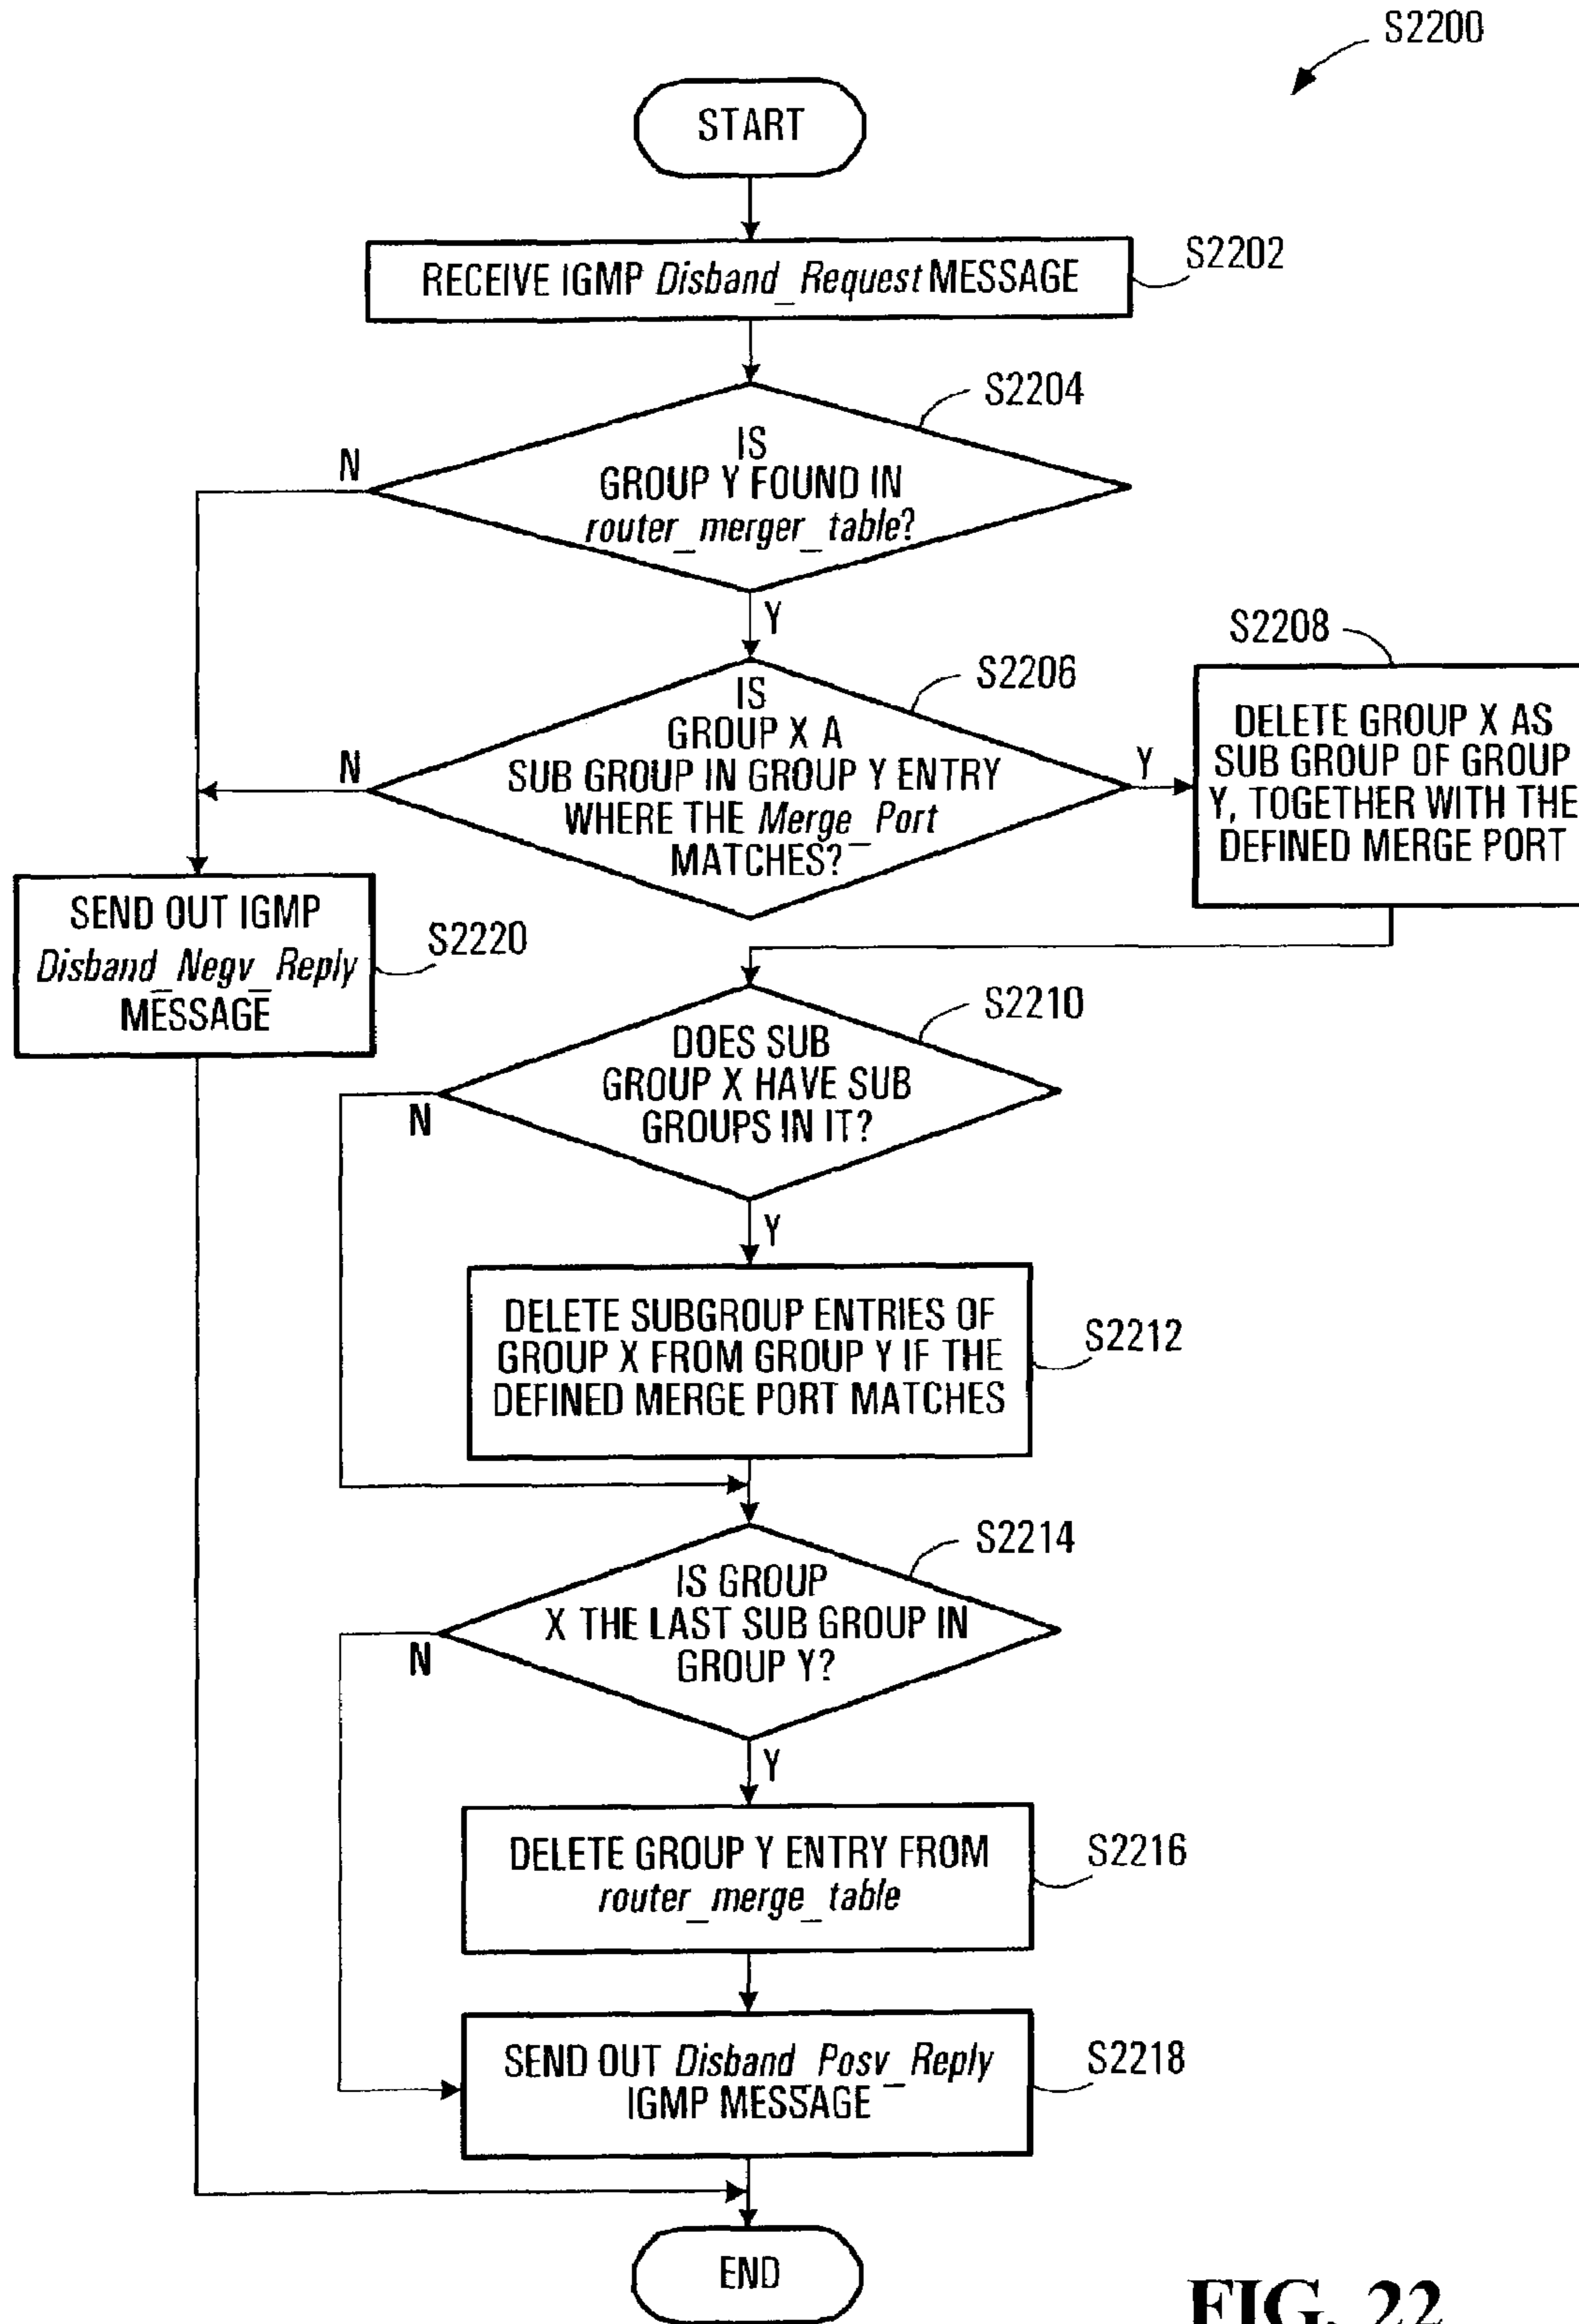 S2200
START
RECEIVE IGMP Disband_Request MESSAGE
S2202
S2204
IS
GROUP Y FOUND IN
router_merger_table?
N
Y
S2206
IS
GROUP X A
SUB GROUP IN GROUP Y ENTRY
WHERE THE Merge_Port
MATCHES?
N
Y
S2208
DELETE GROUP X AS
SUB GROUP OF GROUP
Y, TOGETHER WITH THE
DEFINED MERGE PORT
SEND OUT IGMP
Disband_Negv_Reply
MESSAGE
S2220
S2210
DOES SUB
GROUP X HAVE SUB
GROUPS IN IT?
N
Y
DELETE SUBGROUP ENTRIES OF
GROUP X FROM GROUP Y IF THE
DEFINED MERGE PORT MATCHES
S2212
S2214
IS GROUP
X THE LAST SUB GROUP IN
GROUP Y?
N
Y
DELETE GROUP Y ENTRY FROM
router_merge_table
S2216
SEND OUT Disband_Posv_Reply
IGMP MESSAGE
S2218
END
FIG. 22